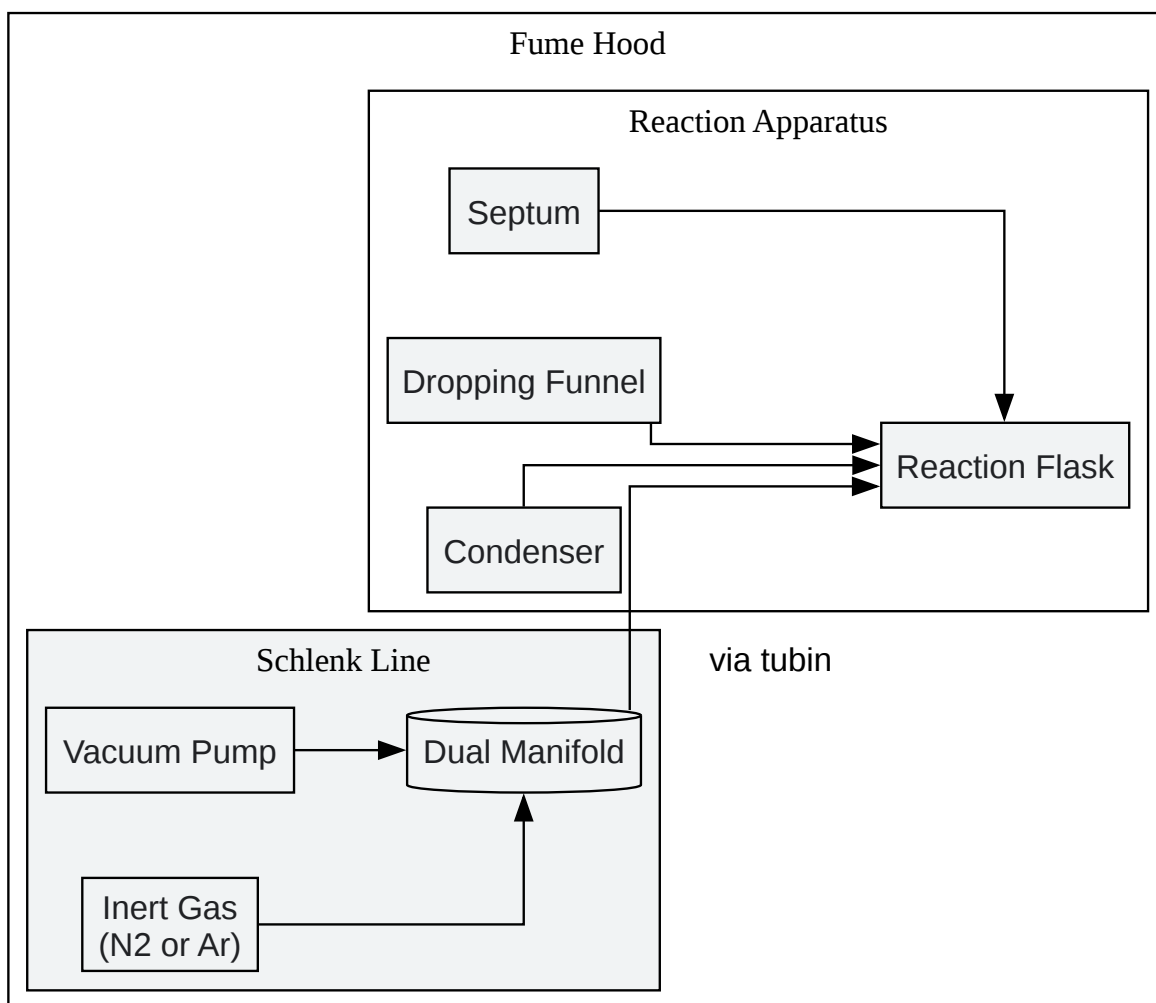 Fume Hood
Reaction Apparatus
Septum
Dropping Funnel
Reaction Flask
Condenser
Schlenk Line
via tubin
Vacuum Pump
Dual Manifold
Inert Gas
(N2 or Ar)